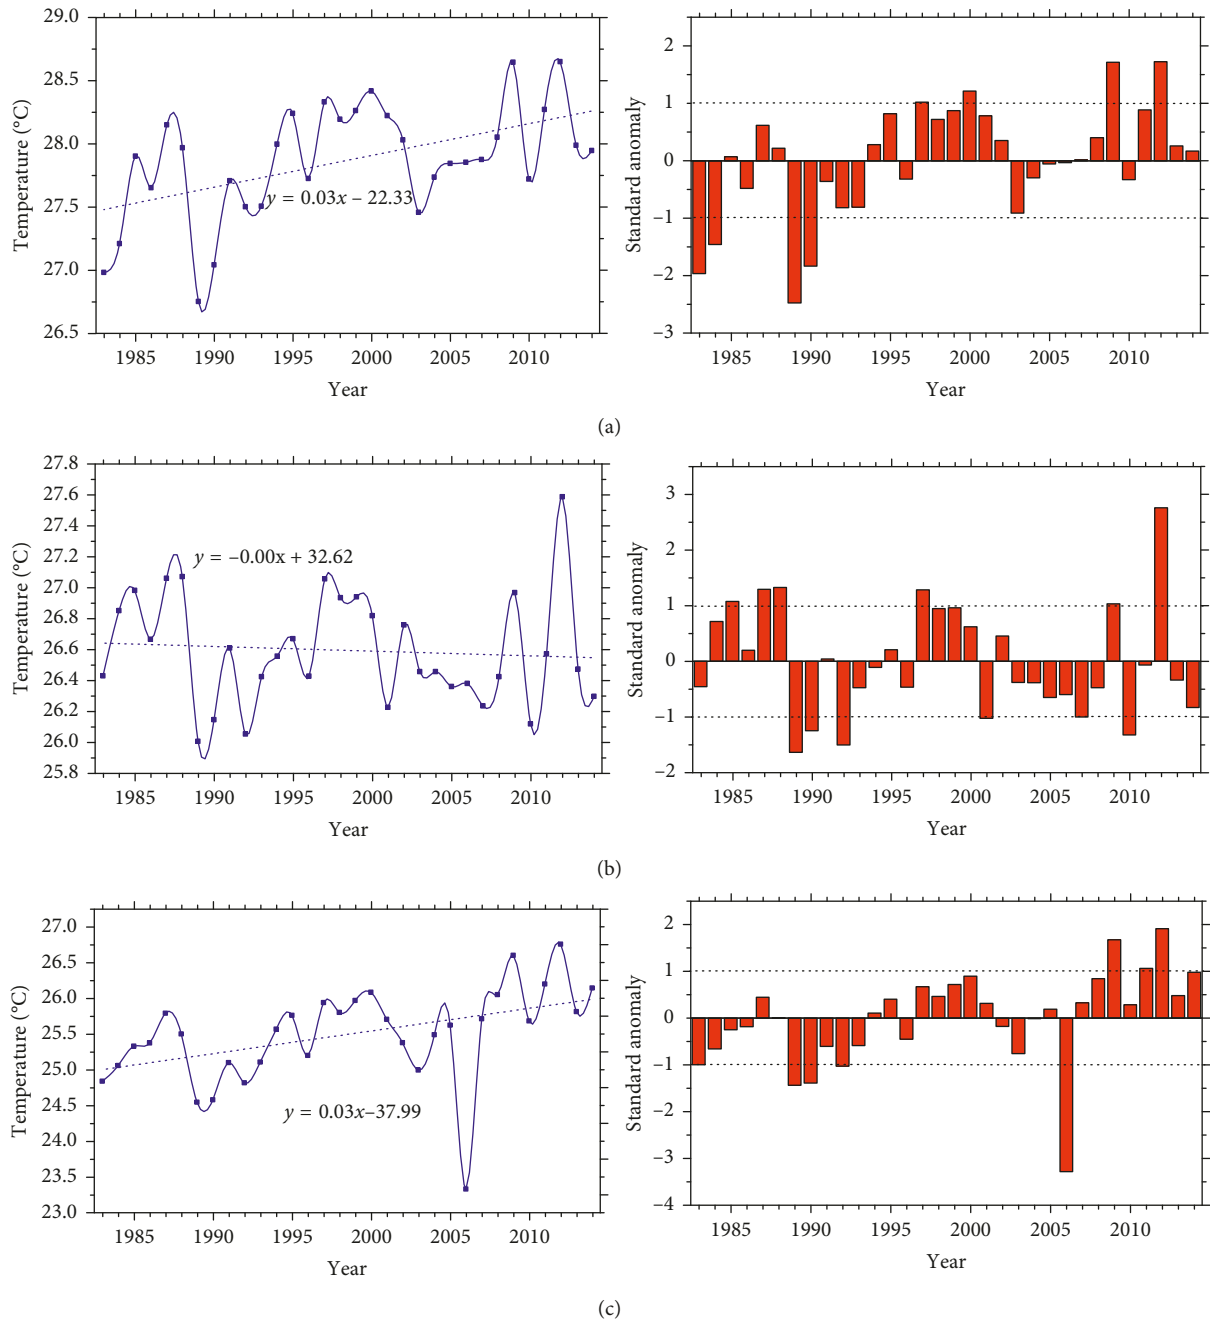 29.0
28.5
28.0
27.5
27.0
26.5
Temperature (°C)
y = 0.03x – 22.33
1985 1990 1995 2000 2005 2010
Year
2
1
0
–1
–2
–3
Standard anomaly
1985 1990 1995 2000 2005 2010
Year
(a)
27.8
27.6
27.4
27.2
27.0
26.8
26.6
26.4
26.2
26.0
25.8
Temperature (°C)
y = –0.00x + 32.62
1985 1990 1995 2000 2005 2010
Year
3
2
1
0
–1
–2
Standard anomaly
1985 1990 1995 2000 2005 2010
Year
(b)
27.0
26.5
26.0
25.5
25.0
24.5
24.0
23.5
23.0
Temperature (°C)
y = 0.03x–37.99
1985 1990 1995 2000 2005 2010
Year
2
1
0
–1
–2
–3
–4
Standard anomaly
1985 1990 1995 2000 2005 2010
Year
(c)